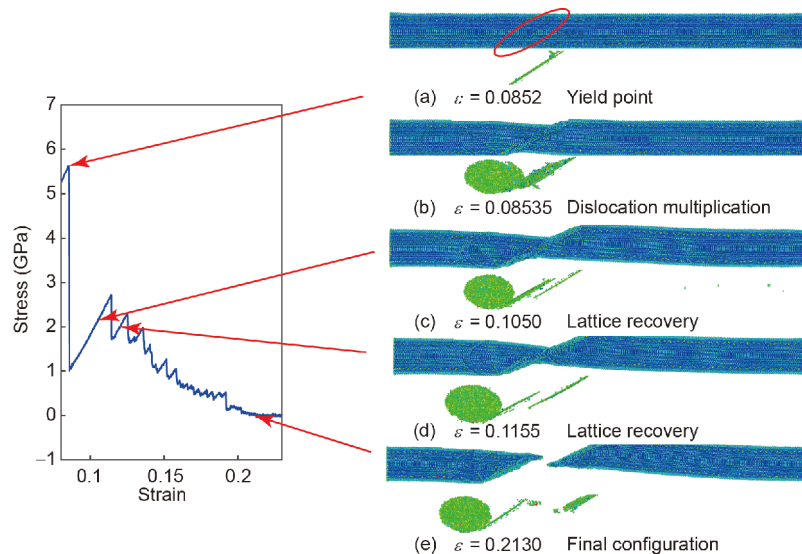 7
6
5
4
3
2
1
0
−1
Stress (GPa)
0.1
0.15
0.2
Strain
(a) ε = 0.0852 Yield point
(b) ε = 0.08535 Dislocation multiplication
(c) ε = 0.1050 Lattice recovery
(d) ε = 0.1155 Lattice recovery
(e) ε = 0.2130 Final configuration